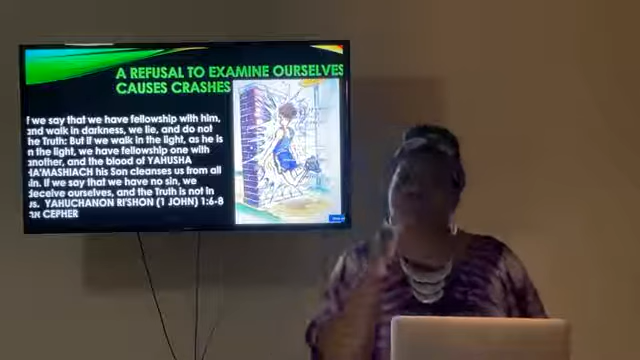 A REFUSAL TO EXAMINE OURSELVES
CAUSES CRASHES
f we say that we have fellowship with him,
and walk in darkness, we lie, and do not
he Truth: But if we walk in the light, as he is
n the light, we have fellowship one with
another, and the blood of YAHUSHA
HA'MASHIACH his Son cleanses us from all
in. If we say that we have no sin, we
deceive ourselves, and the Truth is not in
us. YAHUCHANON RI'SHON (1 JOHN) 1:6-8
CEPHER